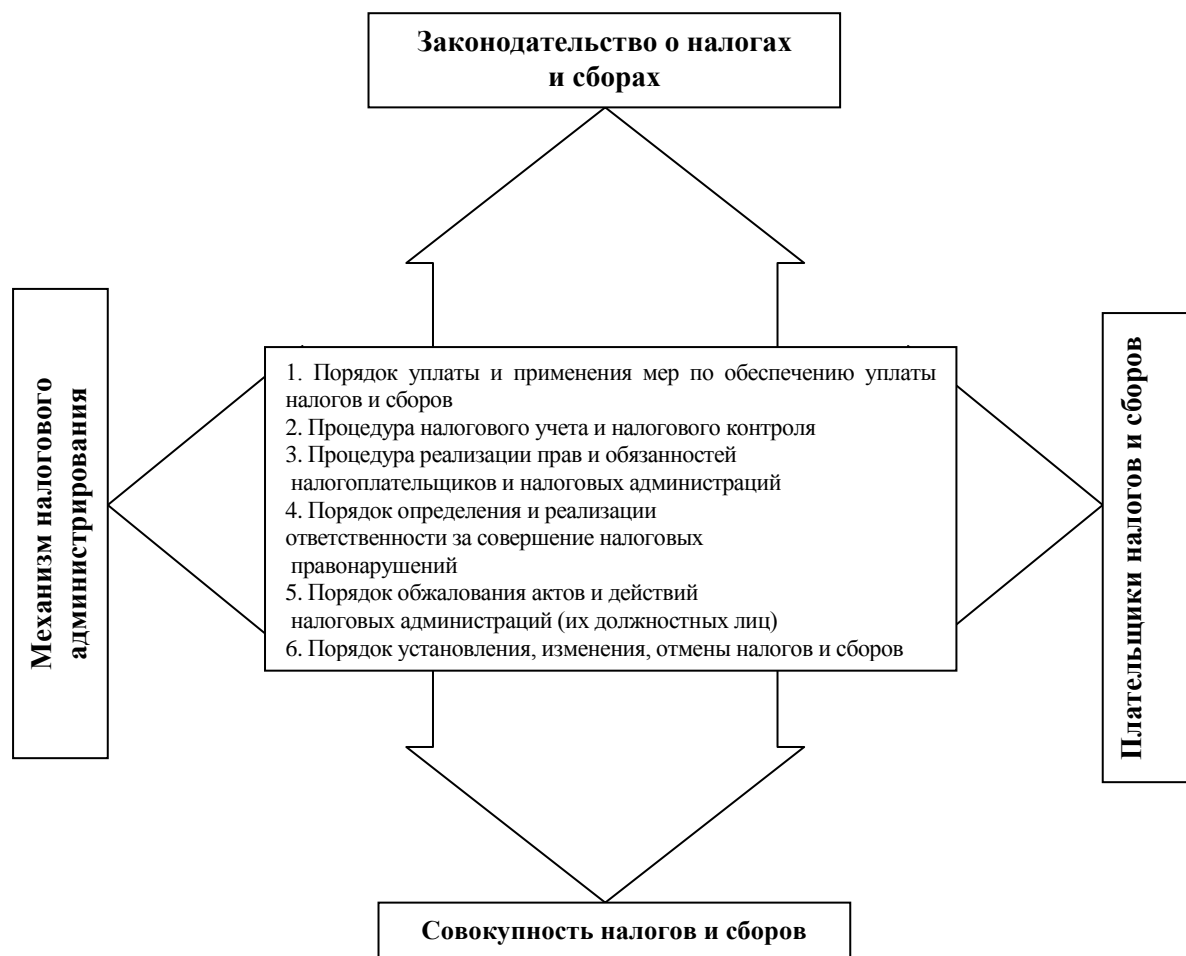 Законодательство о налогах
и сборах
Механизм налогового
администрирования
1. Порядок уплаты и применения мер по обеспечению уплаты
налогов и сборов
2. Процедура налогового учета и налогового контроля
3. Процедура реализации прав и обязанностей
налогоплательщиков и налоговых администраций
4. Порядок определения и реализации
ответственности за совершение налоговых
правонарушений
5. Порядок обжалования актов и действий
налоговых администраций (их должностных лиц)
6. Порядок установления, изменения, отмены налогов и сборов
Плательщики налогов и сборов
Совокупность налогов и сборов